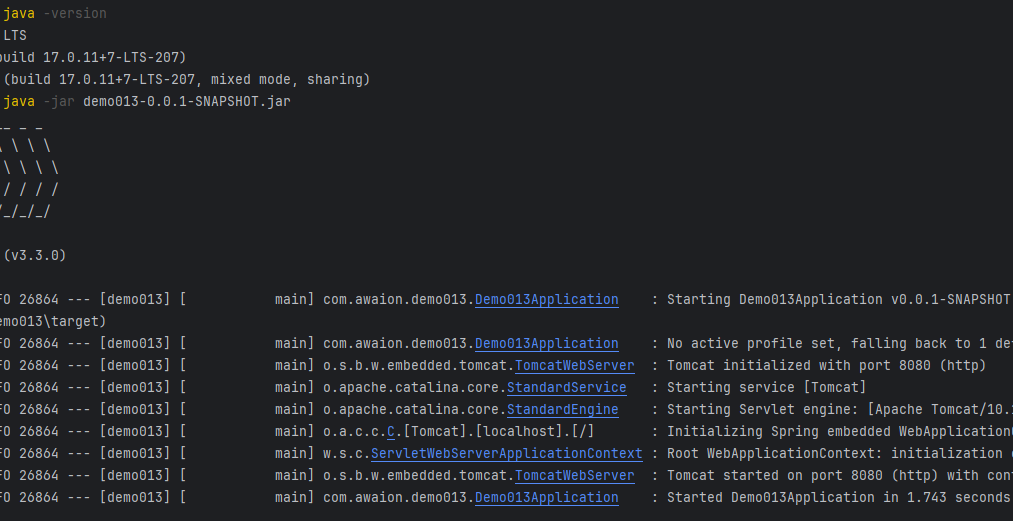 java -version
LTS
build 17.0.11+7-LTS-207)
(build 17.0.11+7-LTS-207, mixed mode, sharing)
java -jar demo013-0.0.1-SNAPSHOT.jar
__ _ _
\ \ \ \
\ \ \ \
/ / / /
/_/_/_/
(v3.3.0)
FO 26864 --- [demo013] [           main] com.awaion.demo013.Demo013Application    : Starting Demo013Application v0.0.1-SNAPSHOT
emo013\target)
FO 26864 --- [demo013] [           main] com.awaion.demo013.Demo013Application    : No active profile set, falling back to 1 def
FO 26864 --- [demo013] [           main] o.s.b.w.embedded.tomcat.TomcatWebServer  : Tomcat initialized with port 8080 (http)
FO 26864 --- [demo013] [           main] o.apache.catalina.core.StandardService   : Starting service [Tomcat]
FO 26864 --- [demo013] [           main] o.apache.catalina.core.StandardEngine    : Starting Servlet engine: [Apache Tomcat/10.
FO 26864 --- [demo013] [           main] o.a.c.c.C.[Tomcat].[localhost].[/]       : Initializing Spring embedded WebApplication
FO 26864 --- [demo013] [           main] w.s.c.ServletWebServerApplicationContext : Root WebApplicationContext: initialization
FO 26864 --- [demo013] [           main] o.s.b.w.embedded.tomcat.TomcatWebServer  : Tomcat started on port 8080 (http) with con
FO 26864 --- [demo013] [           main] com.awaion.demo013.Demo013Application    : Started Demo013Application in 1.743 seconds